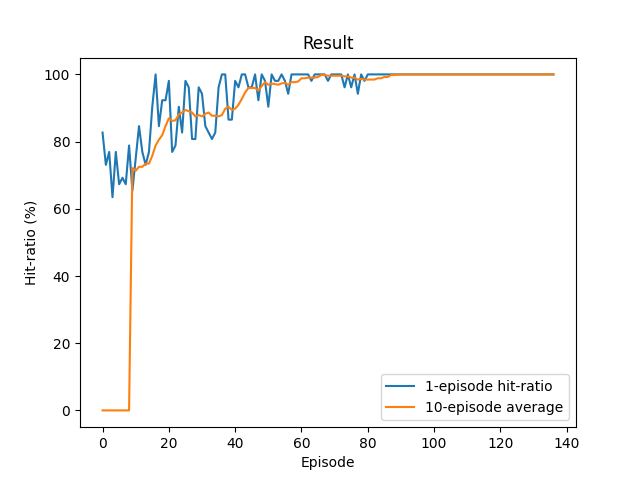 Result
Hit-ratio (%)
100
80
60
40
20
0
0 20 40 60 80 100 120 140
Episode
1-episode hit-ratio
10-episode average